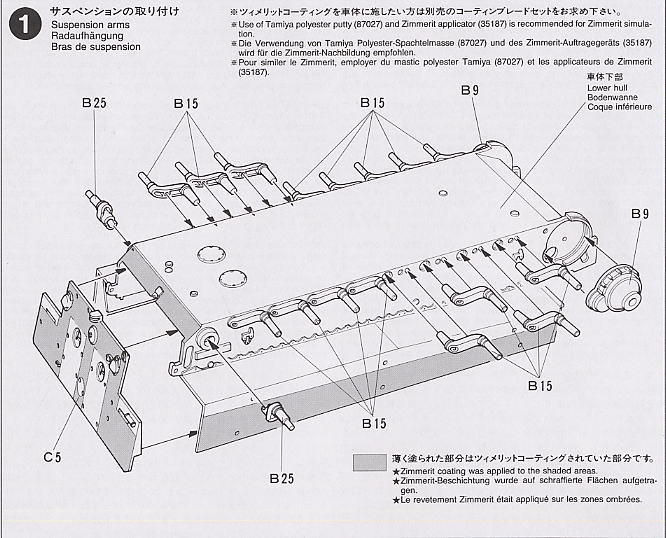 1
サスペンションの取り付け
Suspension arms
Radaufhängung
Bras de suspension
※ツィメリットコーティングを車体に施したい方は別売のコーティングブレードセットをお求め下さい。
※Use of Tamiya polyester putty (87027) and Zimmerit applicator (35187) is recommended for Zimmerit simula-
tion.
※Die Verwendung von Tamiya Polyester-Spachtelmasse (87027) und des Zimmerit-Auftragegeräts (35187)
wird für die Zimmerit-Nachbildung empfohlen.
※Pour similer le Zimmerit, employer du mastic polyester Tamiya (87027) et les applicateurs de Zimmerit
(35187).
車体下部
Lower hull
Bodenwanne
Coque inférieure
B25
B15
B15
B9
B9
B15
B15
C5
B25
薄く塗られた部分はツィメリットコーティングされていた部分です。
★Zimmerit coating was applied to the shaded areas.
★Zimmerit-Beschichtung wurde auf schraffierte Flächen aufgetra-
gen.
★Le revetement Zimmerit était appliqué sur les zones ombrées.